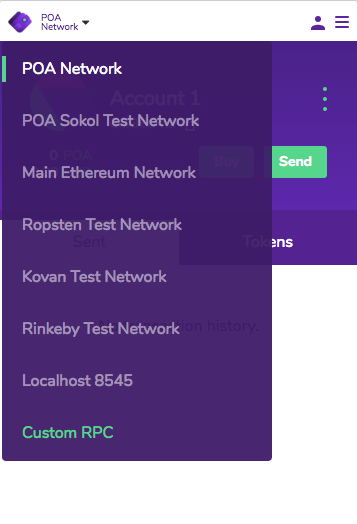 POA
Network
POA Network
Account 1
POA Sokol Test Network
0 POA
Buy
Send
Main Ethereum Network
Ropsten Test Network
Sent
Tokens
Kovan Test Network
Rinkeby Test Network
history.
Localhost 8545
Custom RPC